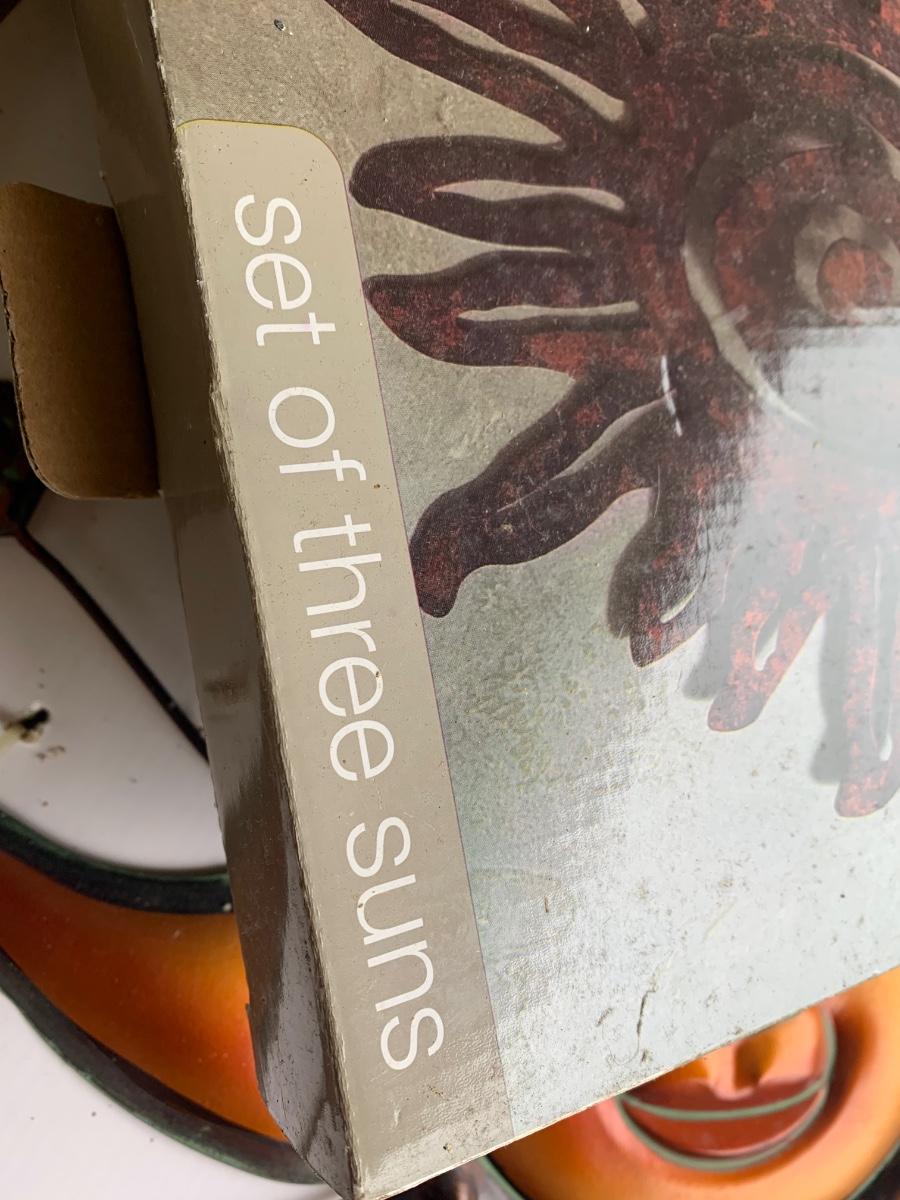 set of three suns